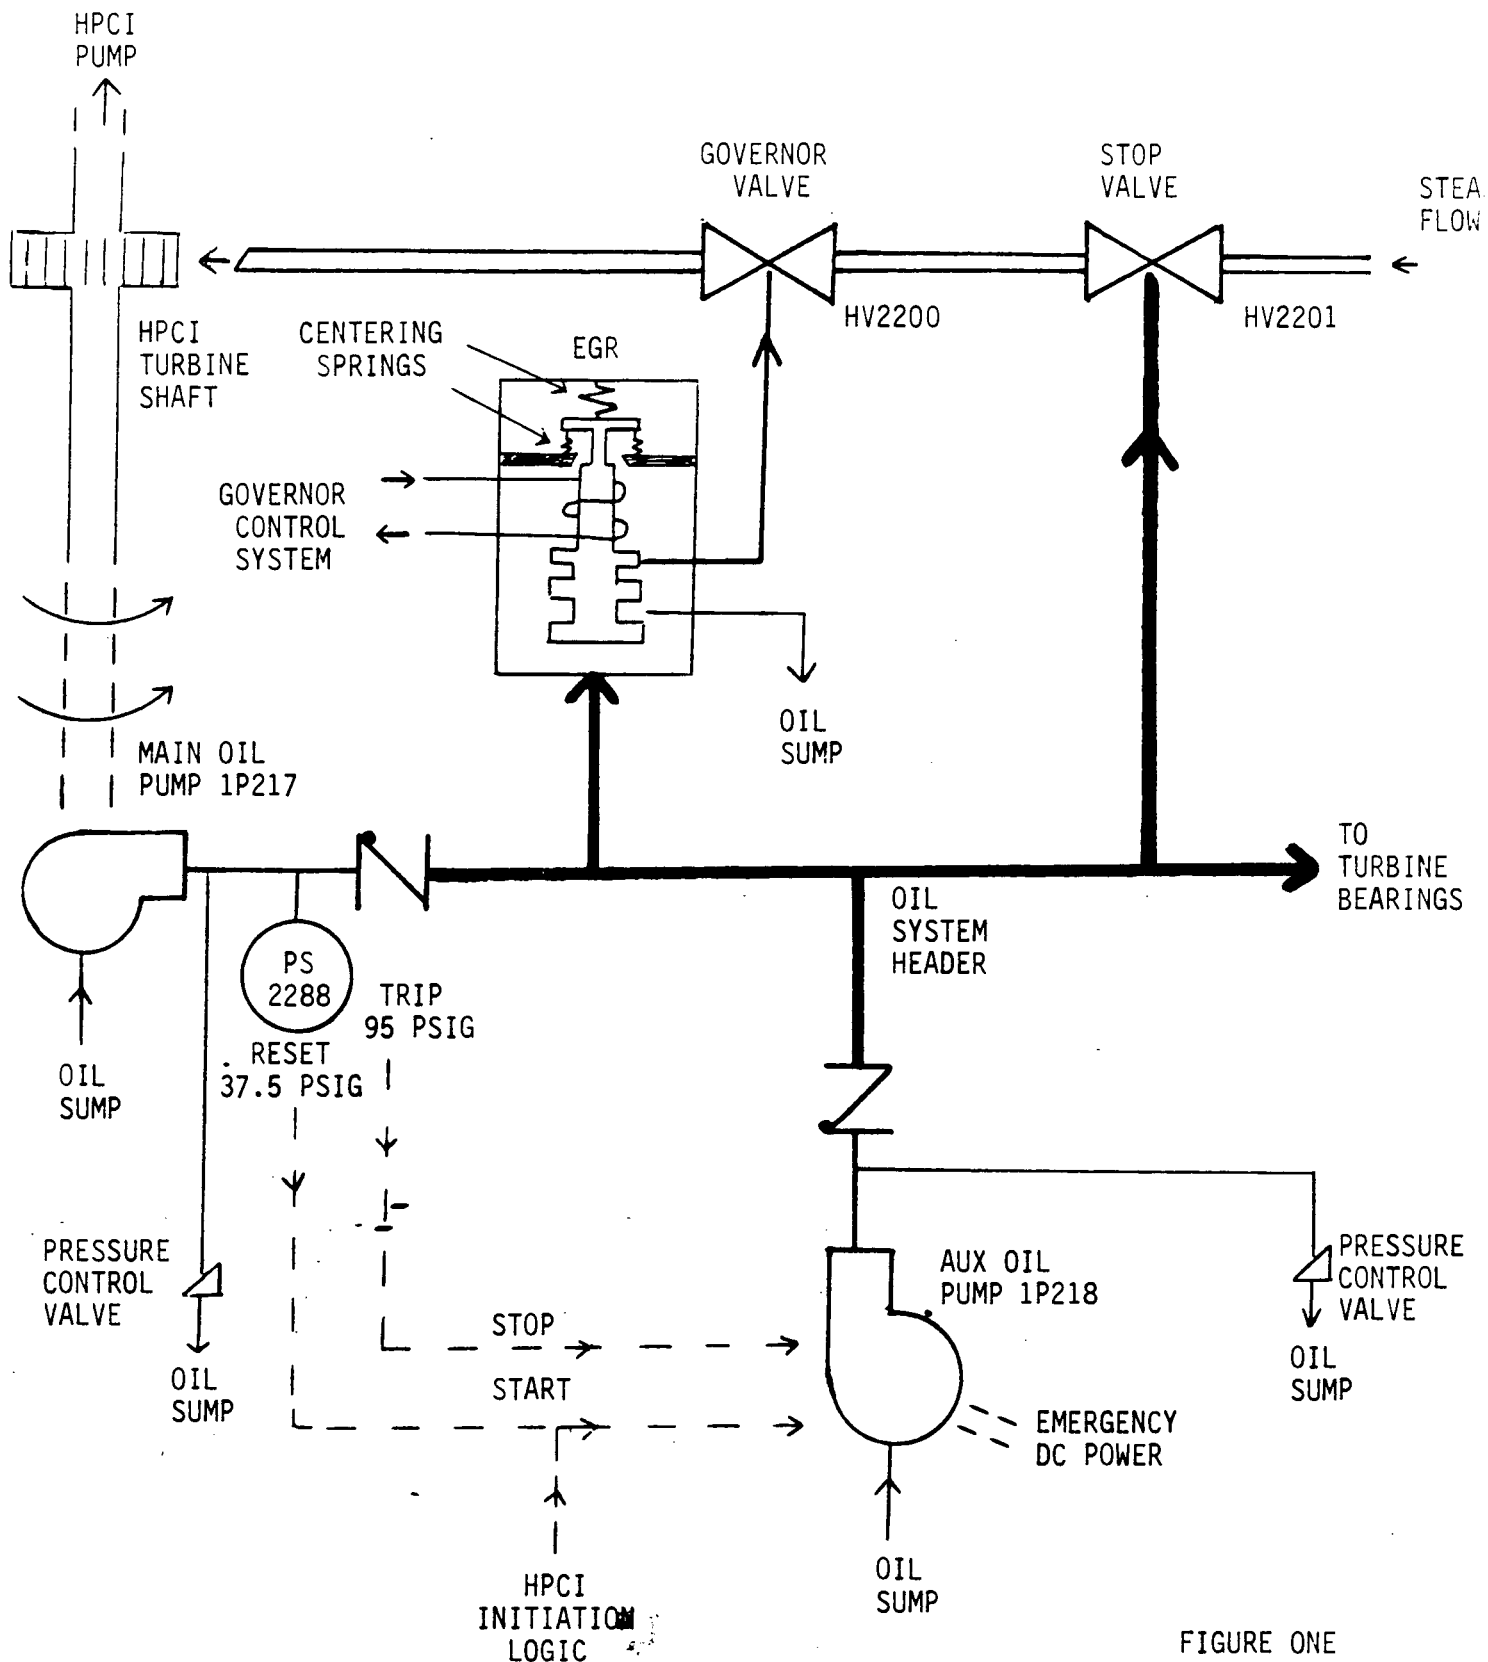 HPCI
PUMP
GOVERNOR
VALVE
STOP
VALVE
STEA
FLOW
HV2200
HV2201
HPCI
TURBINE
SHAFT
CENTERING
SPRINGS
EGR
GOVERNOR
CONTROL
SYSTEM
OIL
SUMP
MAIN OIL
PUMP 1P217
TO
TURBINE
BEARINGS
OIL
SYSTEM
HEADER
PS
2288
TRIP
95 PSIG
RESET
37.5 PSIG
OIL
SUMP
PRESSURE
CONTROL
VALVE
OIL
SUMP
STOP
START
AUX OIL
PUMP 1P218
PRESSURE
CONTROL
VALVE
OIL
SUMP
EMERGENCY
DC POWER
OIL
SUMP
HPCI
INITIATION
LOGIC
FIGURE ONE